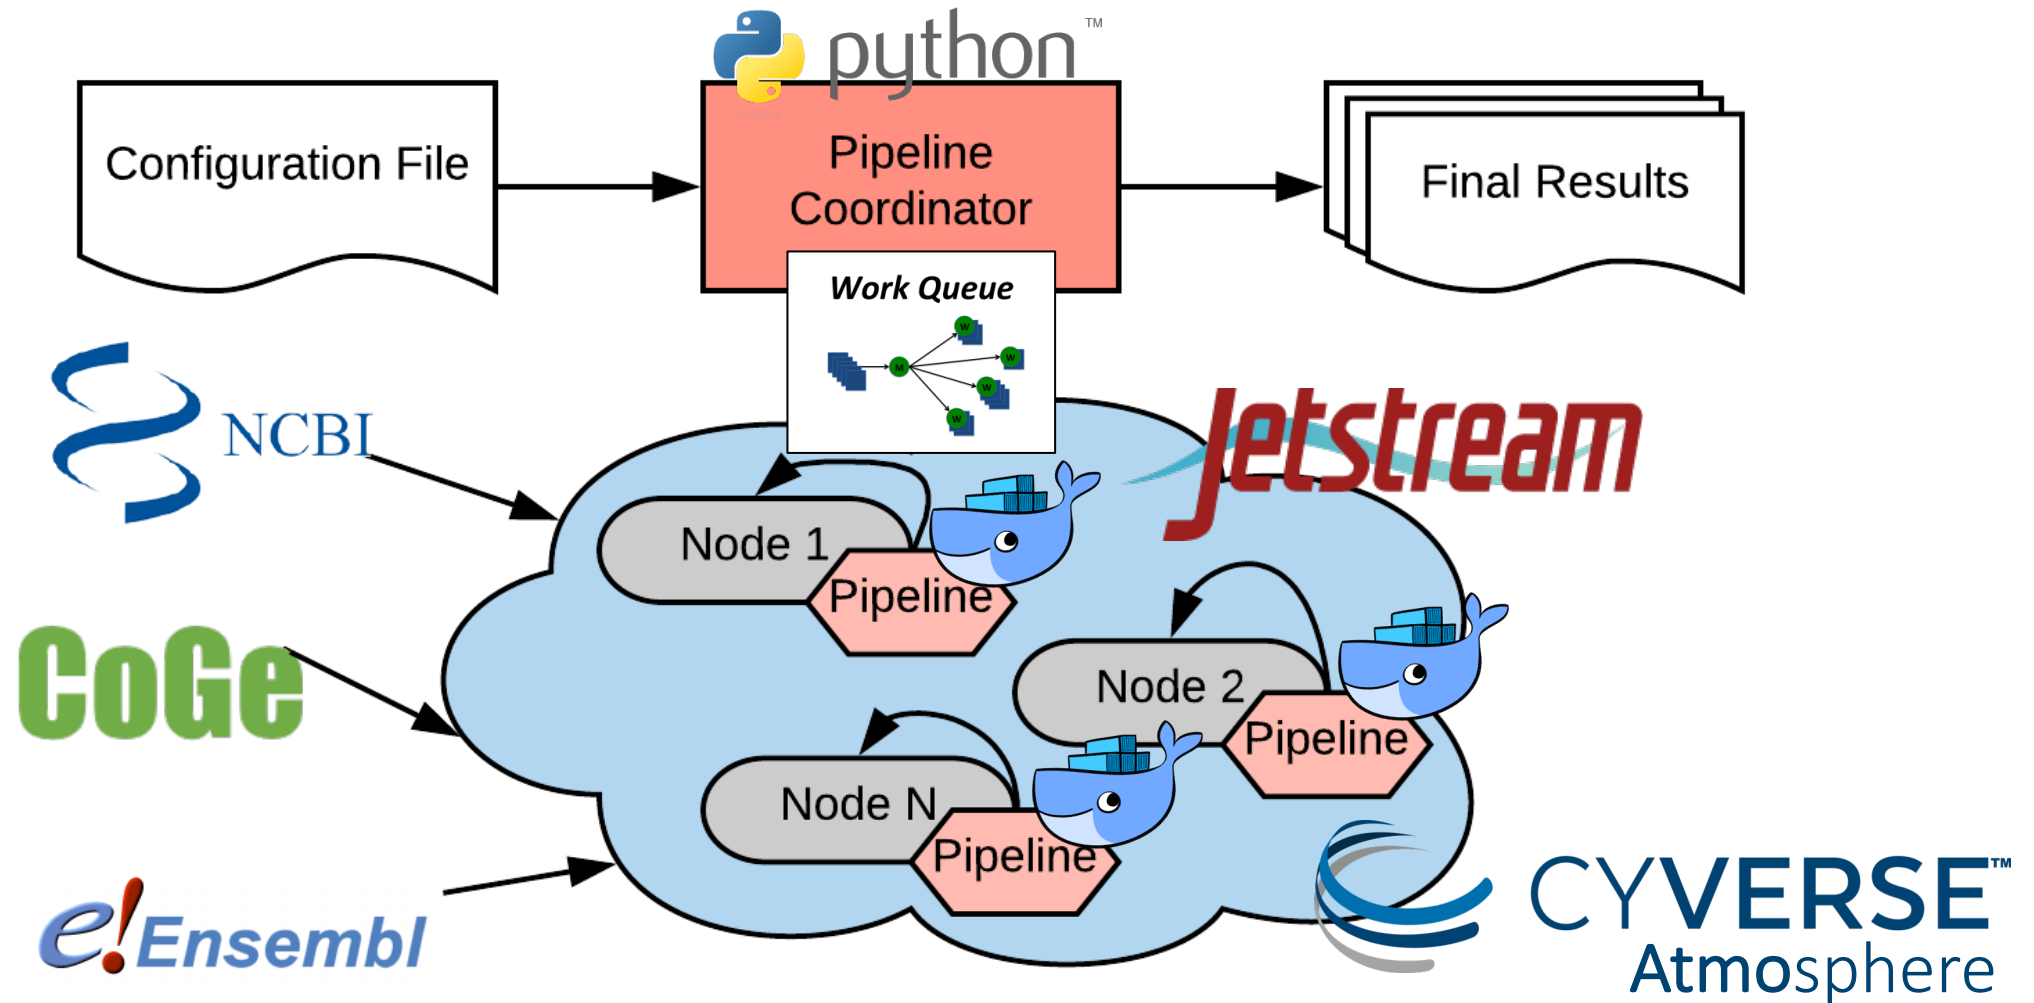 python™
Configuration File
Pipeline
Coordinator
Final Results
Work Queue
W
M
W
W
W
NCBI
Jetstream
Node 1
Pipeline
CoGe
Node 2
Pipeline
Node N
Pipeline
e!Ensembl
CYVERSE™
Atmosphere